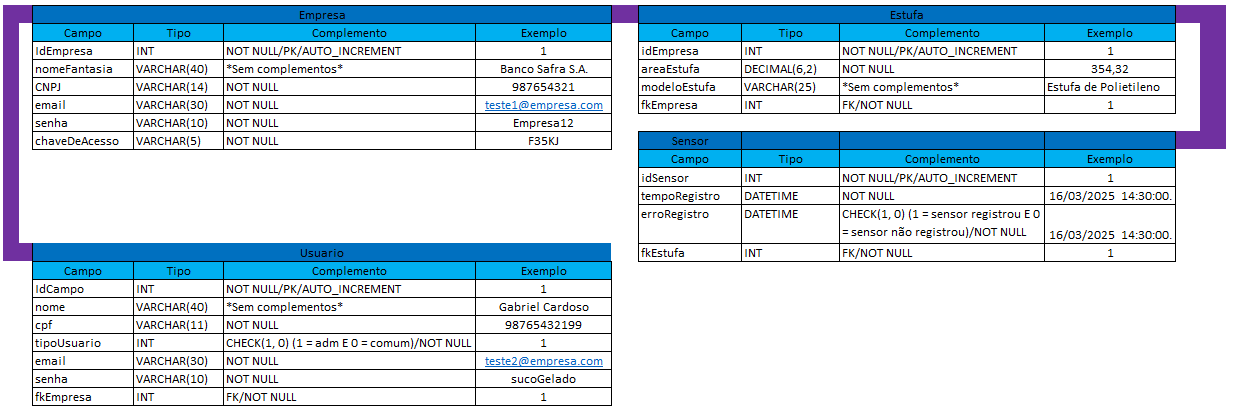 Empresa
Campo Tipo Complemento Exemplo
IdEmpresa INT NOT NULL/PK/AUTO_INCREMENT 1
nomeFantasia VARCHAR(40) *Sem complementos* Banco Safra S.A.
CNPJ VARCHAR(14) NOT NULL 987654321
email VARCHAR(30) NOT NULL teste1@empresa.com
senha VARCHAR(10) NOT NULL Empresa12
chaveDeAcesso VARCHAR(5) NOT NULL F35KJ
Estufa
Campo Tipo Complemento Exemplo
idEmpresa INT NOT NULL/PK/AUTO_INCREMENT 1
areaEstufa DECIMAL(6,2) NOT NULL 354,32
modeloEstufa VARCHAR(25) *Sem complementos* Estufa de Polietileno
fkEmpresa INT FK/NOT NULL 1
Sensor
Campo Tipo Complemento Exemplo
idSensor INT NOT NULL/PK/AUTO_INCREMENT 1
tempoRegistro DATETIME NOT NULL 16/03/2025 14:30:00.
erroRegistro DATETIME CHECK(1, 0) (1 = sensor registrou E 0
= sensor não registrou)/NOT NULL 16/03/2025 14:30:00.
fkEstufa INT FK/NOT NULL 1
Usuario
Campo Tipo Complemento Exemplo
IdCampo INT NOT NULL/PK/AUTO_INCREMENT 1
nome VARCHAR(40) *Sem complementos* Gabriel Cardoso
cpf VARCHAR(11) NOT NULL 98765432199
tipoUsuario INT CHECK(1, 0) (1 = adm E 0 = comum)/NOT NULL 1
email VARCHAR(30) NOT NULL teste2@empresa.com
senha VARCHAR(10) NOT NULL sucoGelado
fkEmpresa INT FK/NOT NULL 1